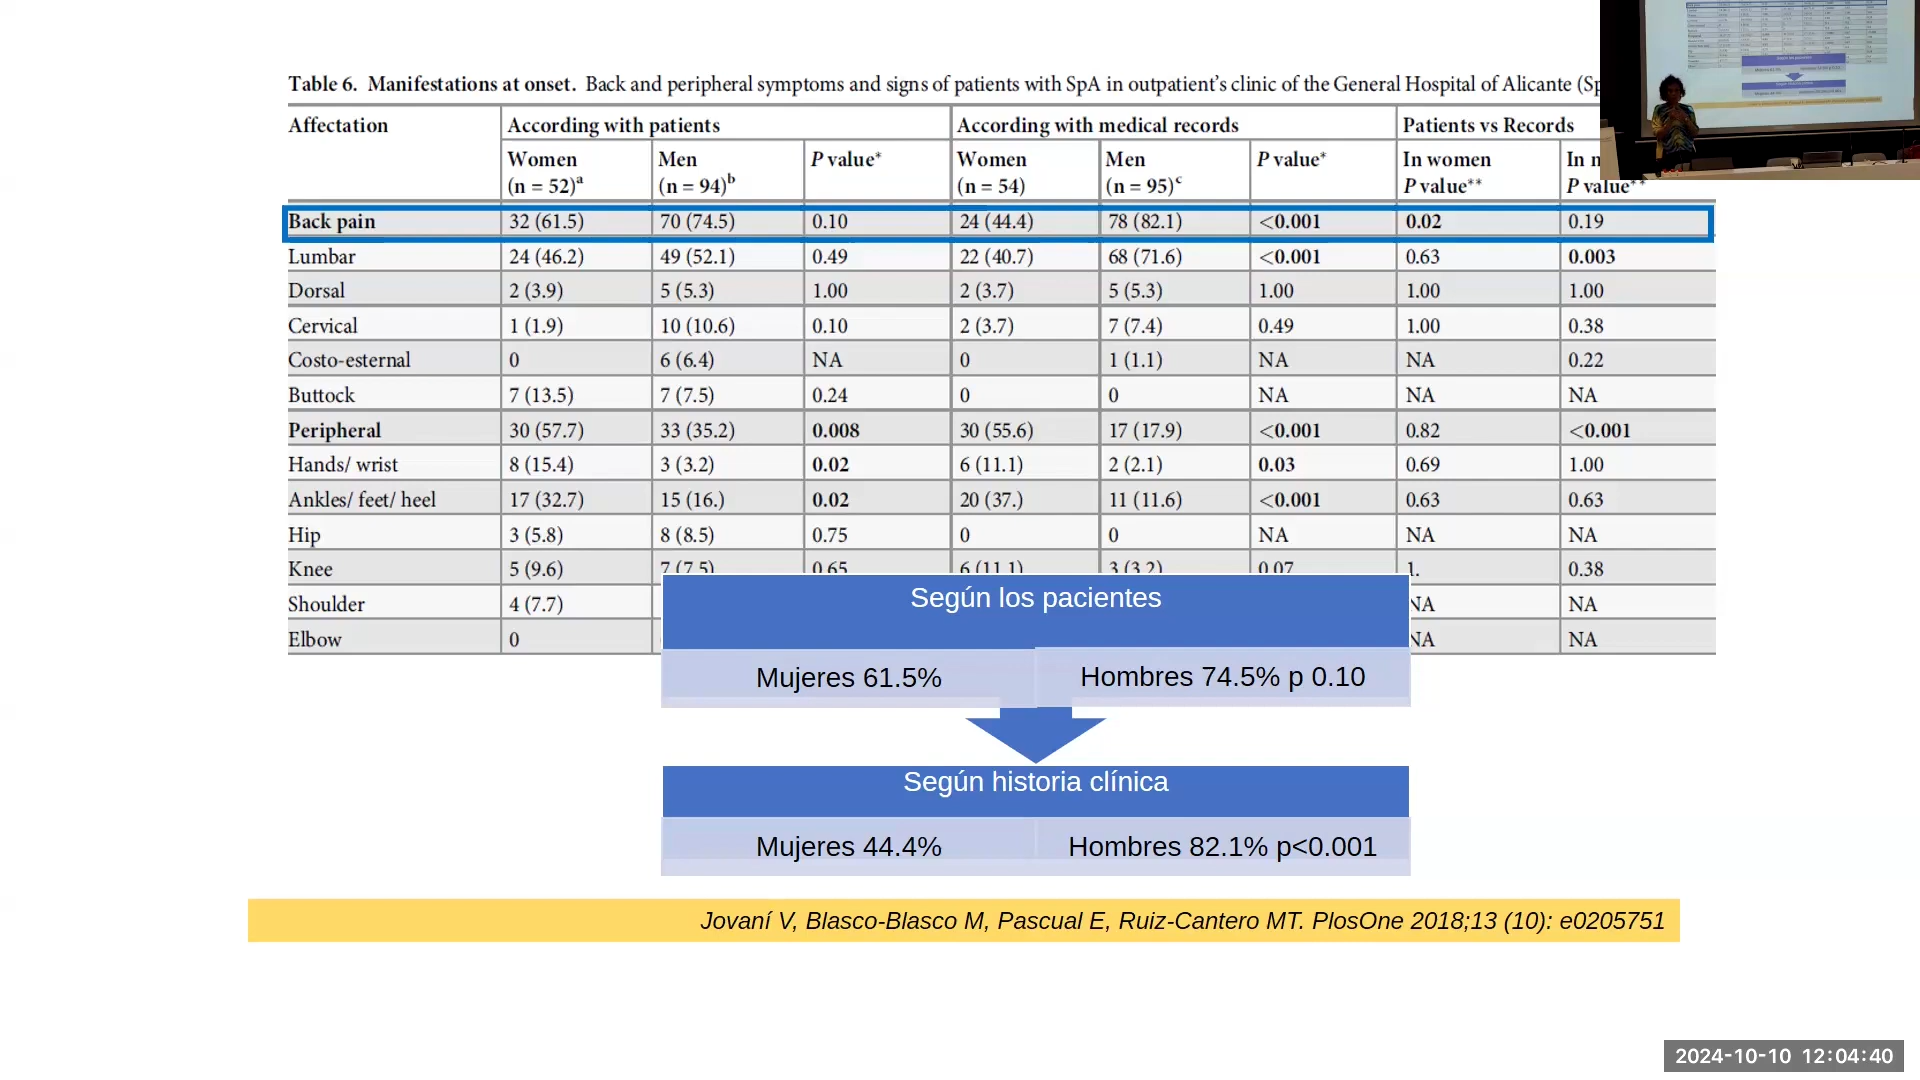 Table 6. Manifestations at onset. Back and peripheral symptoms and signs of patients with SpA in outpatient's clinic of the General Hospital of Alicante
Affectation According with patients According with medical records Patients vs Records
Women Men P value* Women Men P value* In women In
(n = 52)a (n = 94)b (n = 54) (n = 95)c P value** P value**
Back pain 32 (61.5) 70 (74.5) 0.10 24 (44.4) 78 (82.1) <0.001 0.02 0.19
Lumbar 24 (46.2) 49 (52.1) 0.49 22 (40.7) 68 (71.6) <0.001 0.63 0.003
Dorsal 2 (3.9) 5 (5.3) 1.00 2 (3.7) 5 (5.3) 1.00 1.00 1.00
Cervical 1 (1.9) 10 (10.6) 0.10 2 (3.7) 7 (7.4) 0.49 1.00 0.38
Costo-esternal 0 6 (6.4) NA 0 1 (1.1) NA NA 0.22
Buttock 7 (13.5) 7 (7.5) 0.24 0 0 NA NA NA
Peripheral 30 (57.7) 33 (35.2) 0.008 30 (55.6) 17 (17.9) <0.001 0.82 <0.001
Hands/ wrist 8 (15.4) 3 (3.2) 0.02 6 (11.1) 2 (2.1) 0.03 0.69 1.00
Ankles/ feet/ heel 17 (32.7) 15 (16.) 0.02 20 (37.) 11 (11.6) <0.001 0.63 0.63
Hip 3 (5.8) 8 (8.5) 0.75 0 0 NA NA NA
Knee 5 (9.6) 7 (7.5) 0.65 6 (11.1) 3 (3.2) 0.07 1. 0.38
Shoulder 4 (7.7) NA NA
Elbow 0 NA NA
Según los pacientes
Mujeres 61.5% Hombres 74.5% p 0.10
Según historia clínica
Mujeres 44.4% Hombres 82.1% p<0.001
Jovaní V, Blasco-Blasco M, Pascual E, Ruiz-Cantero MT. PlosOne 2018;13 (10): e0205751
2024-10-10 12:04:40